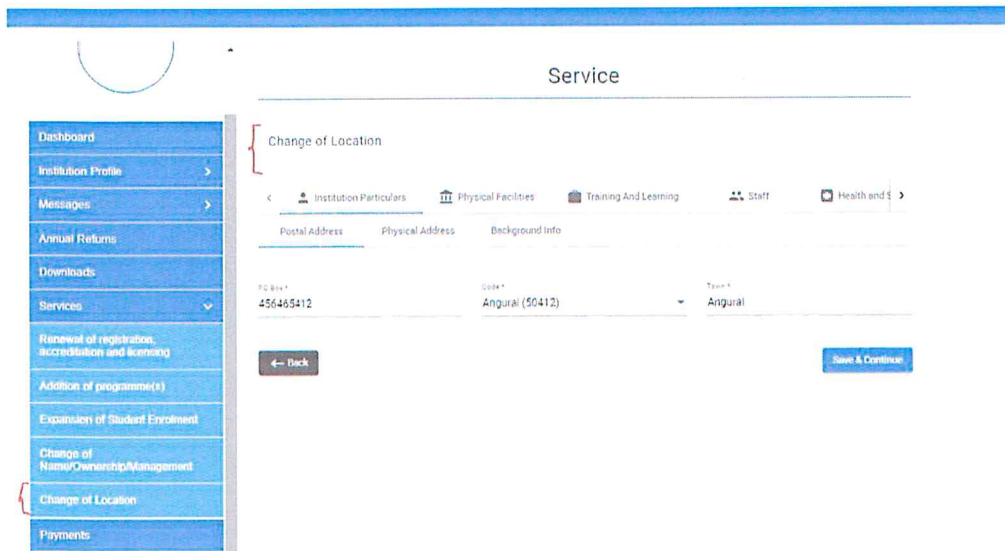 Service
Dashboard
Institution Profile
Messages
Annual Returns
Downloads
Services
Renewal of registration,
accreditation and licensing
Addition of programme(s)
Expansion of Student Enrolment
Change of
Name/Ownership/Management
Change of Location
Payments
Change of Location
Institution Particulars
Physical Facilities
Training And Learning
Staff
Health and S
Postal Address
Physical Address
Background Info
P.O Box *
456465412
Code *
Angurai (50412)
Town *
Angurai
← Back
Save & Continue